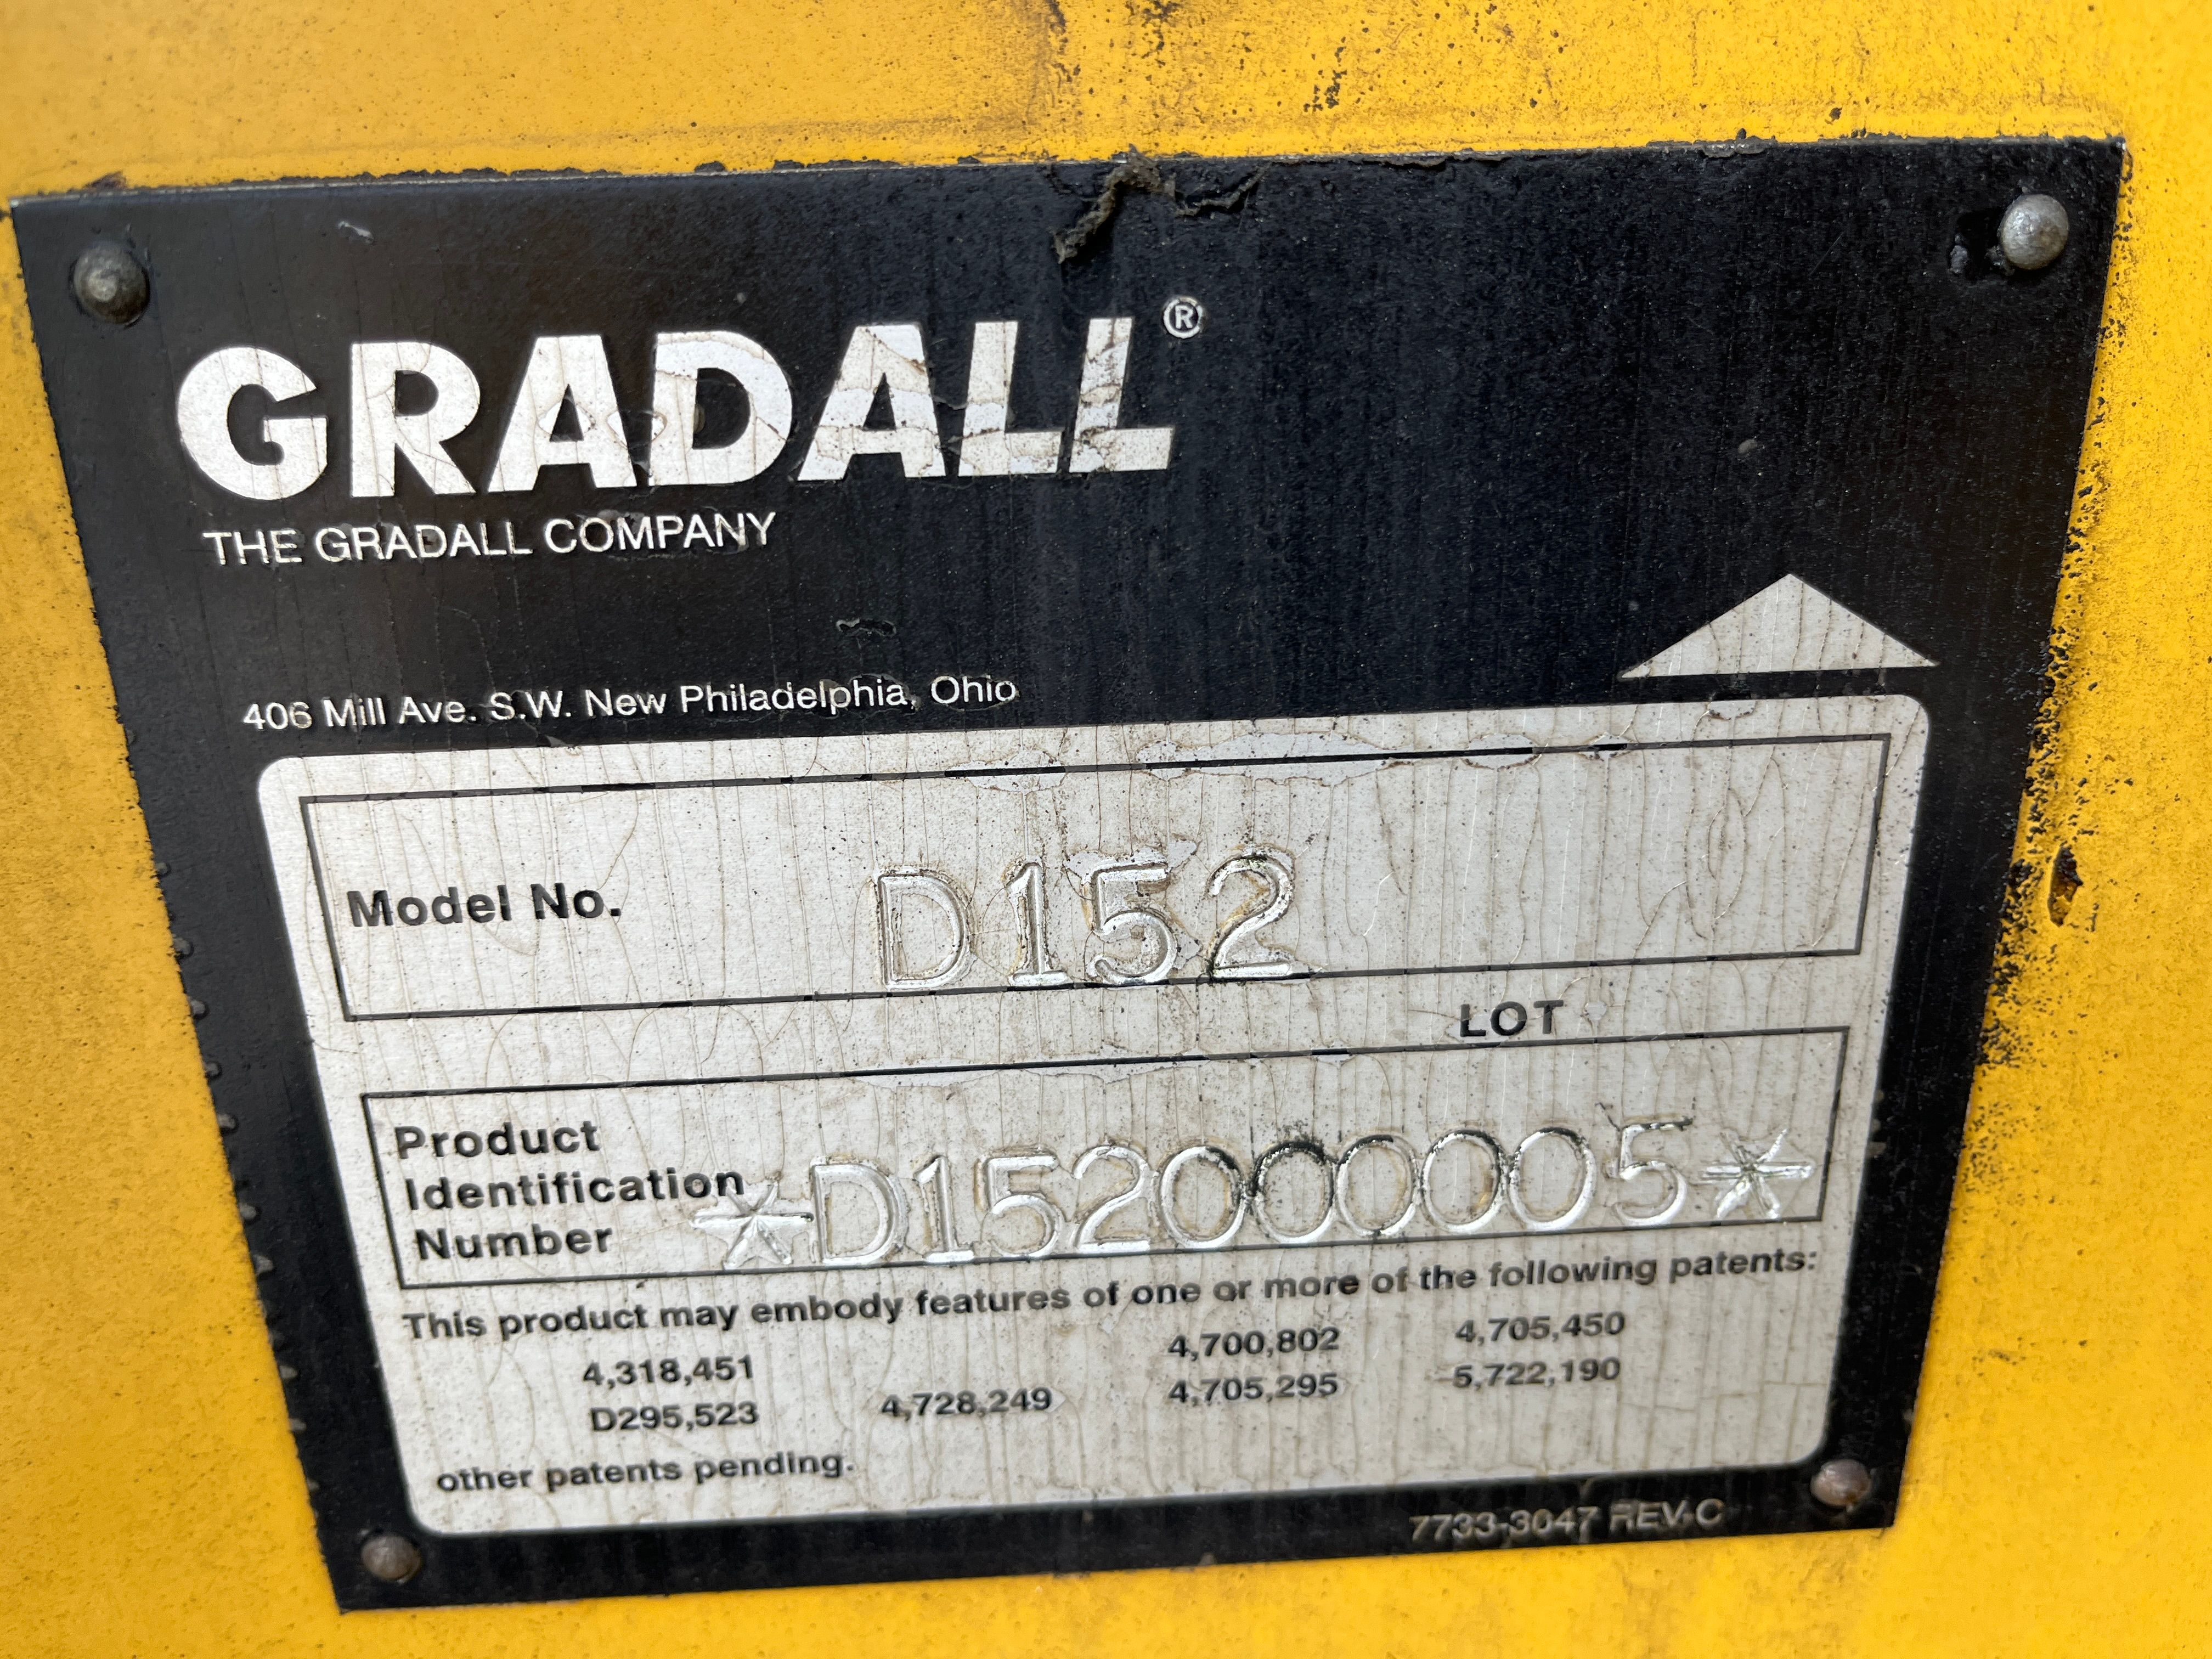 GRADALL®
THE GRADALL COMPANY
406 Mill Ave. S.W. New Philadelphia, Ohio
Model No. D152
LOT
Product
Identification
Number *D152000005*
This product may embody features of one or more of the following patents:
4,318,451 4,700,802 4,705,450
D295,523 4,728,249 4,705,295 5,722,190
other patents pending.
7733-3047 REV-C